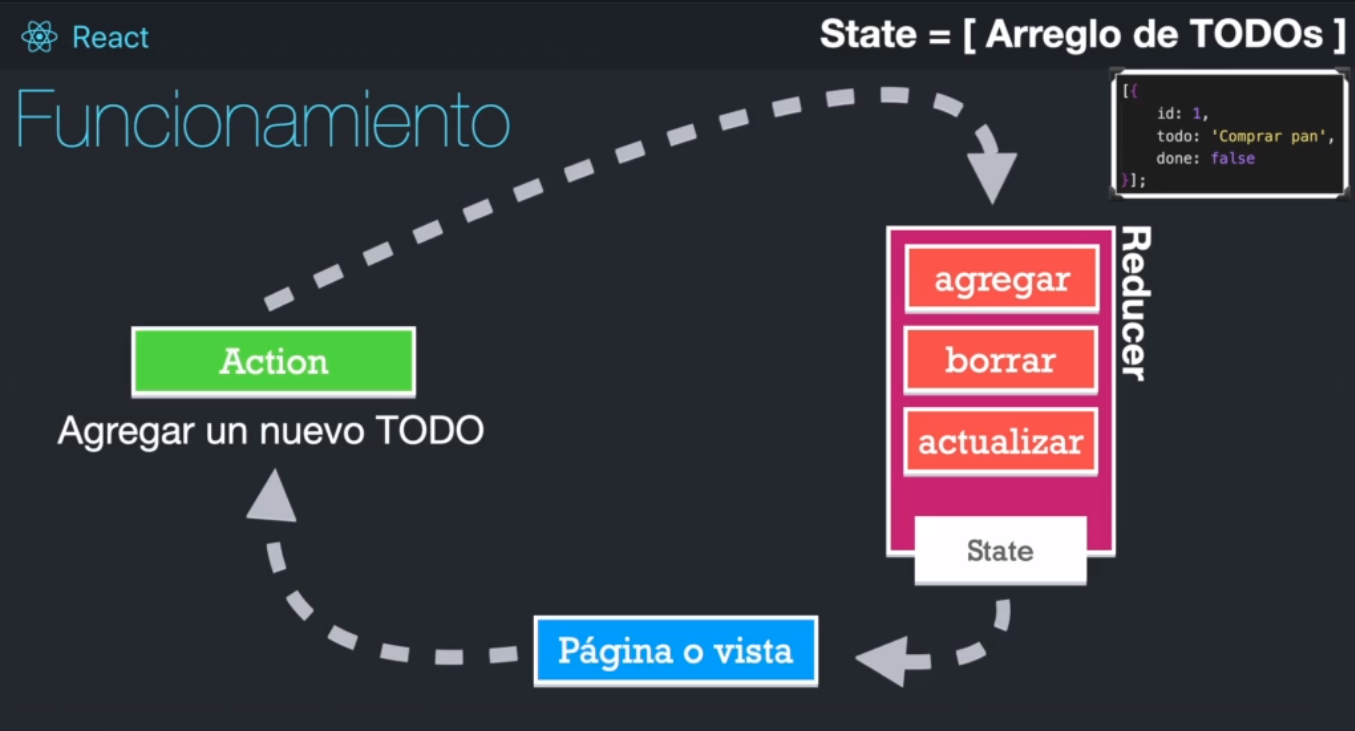 React
State = [ Arreglo de TODOs ]
Funcionamiento
[{
id: 1,
todo: 'Comprar pan',
done: false
}];
Reducer
agregar
borrar
actualizar
State
Action
Agregar un nuevo TODO
Página o vista